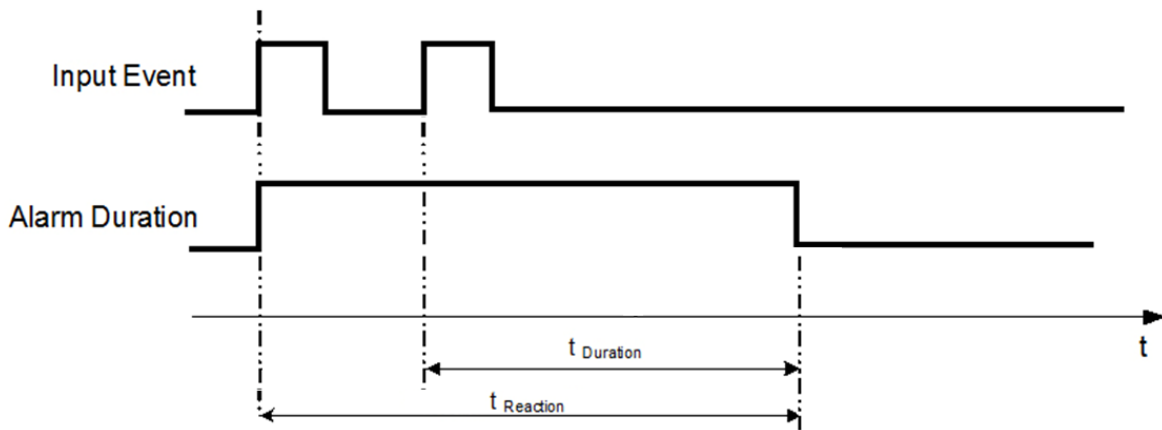 Input Event
Alarm Duration
t
t Duration
t Reaction